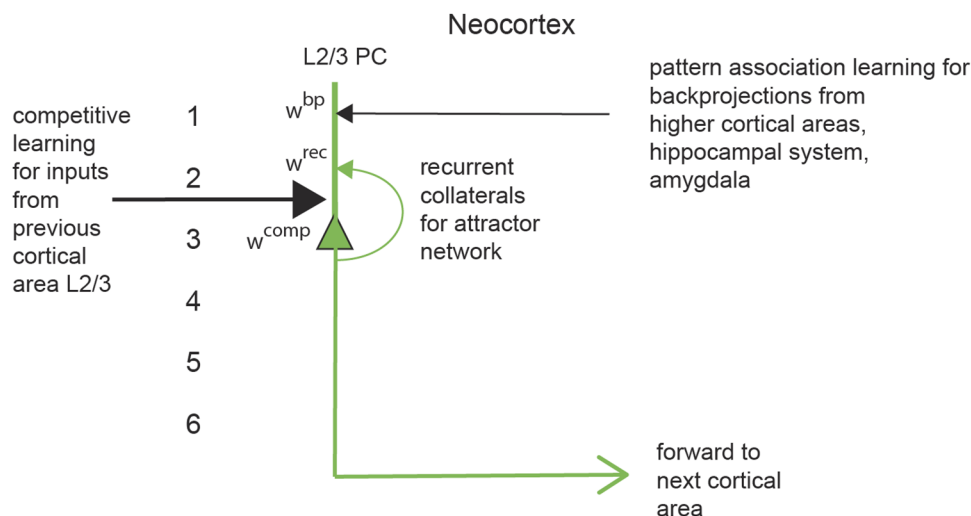 Neocortex
L2/3 PC
competitive
learning
for inputs
from
previous
cortical
area L2/3
1
2
3
4
5
6
w^bp
w^rec
w^comp
recurrent
collaterals
for attractor
network
pattern association learning for
backprojections from
higher cortical areas,
hippocampal system,
amygdala
forward to
next cortical
area